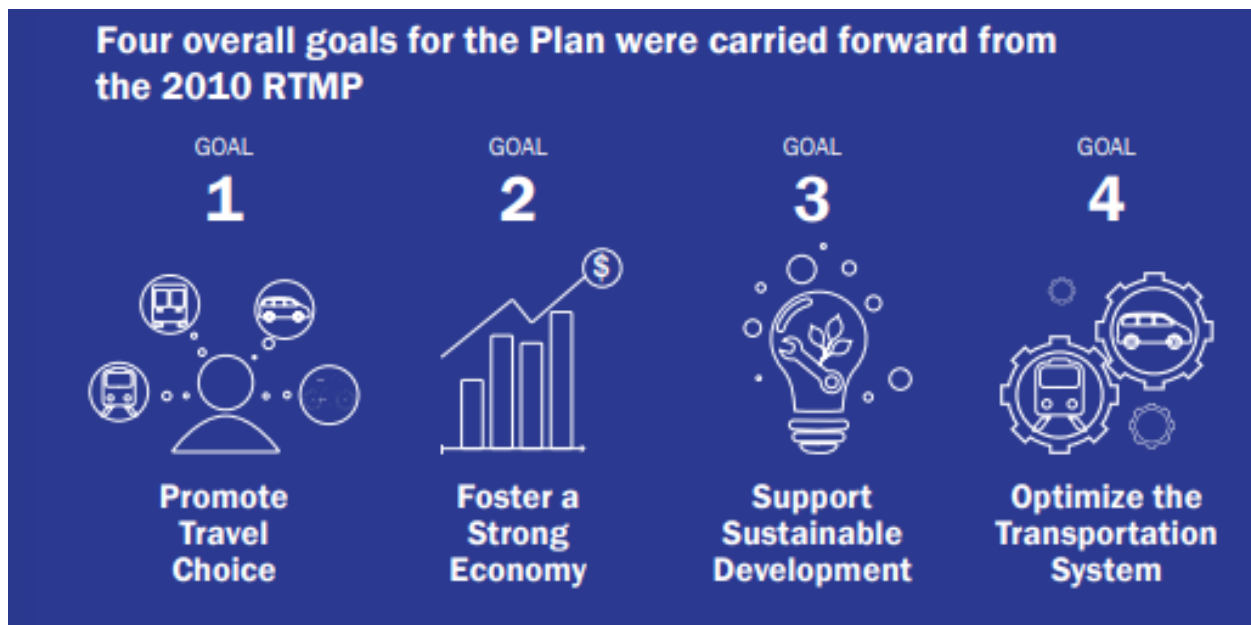 Four overall goals for the Plan were carried forward from
the 2010 RTMP
GOAL
1
GOAL
2
GOAL
3
GOAL
4
$
Promote
Travel
Choice
Foster a
Strong
Economy
Support
Sustainable
Development
Optimize the
Transportation
System